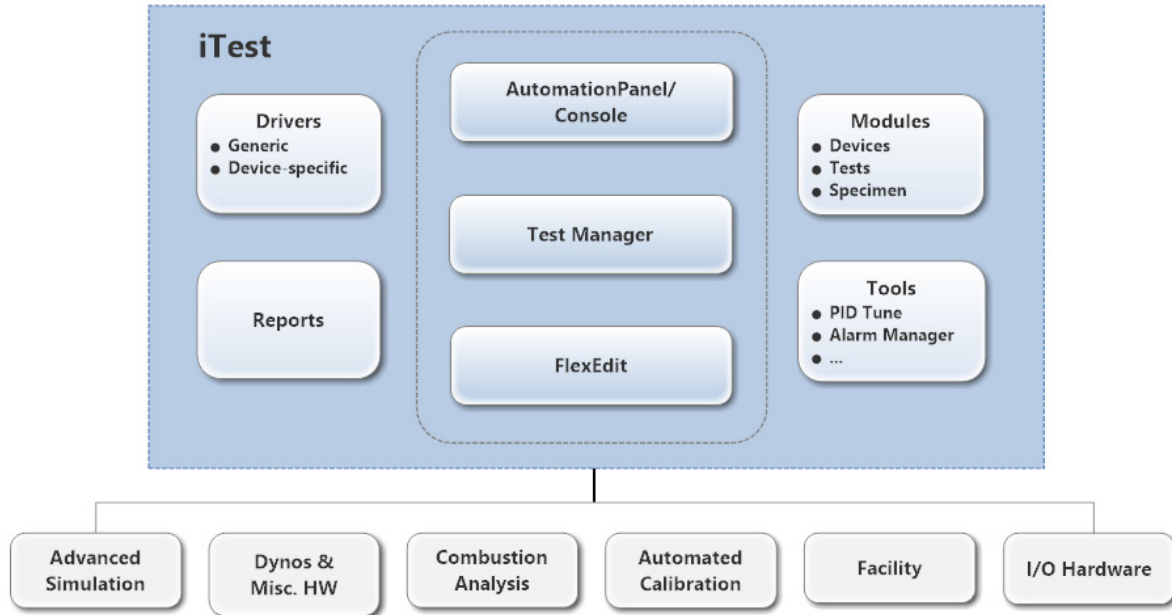 iTest
AutomationPanel/
Console
Drivers
● Generic
● Device-specific
Modules
● Devices
● Tests
● Specimen
Test Manager
Reports
Tools
● PID Tune
● Alarm Manager
● ...
FlexEdit
Advanced
Simulation
Dynos &
Misc. HW
Combustion
Analysis
Automated
Calibration
Facility
I/O Hardware